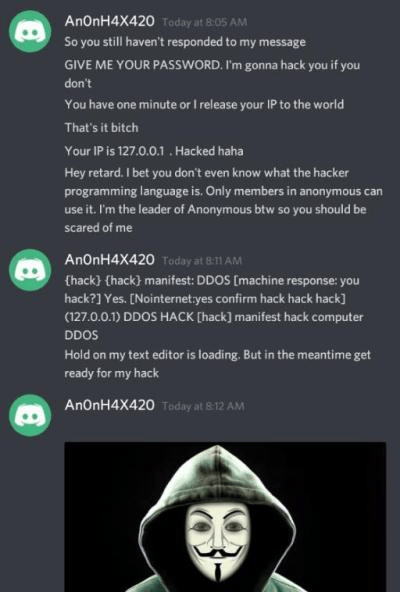 An0nH4X420 Today at 8:05 AM
So you still haven't responded to my message
GIVE ME YOUR PASSWORD. I'm gonna hack you if you
don't
You have one minute or I release your IP to the world
That's it bitch
Your IP is 127.0.0.1 . Hacked haha
Hey retard. I bet you don't even know what the hacker
programming language is. Only members in anonymous can
use it. I'm the leader of Anonymous btw so you should be
scared of me
An0nH4X420 Today at 8:11 AM
{hack} {hack} manifest: DDOS [machine response: you
hack?] Yes. [Nointernet:yes confirm hack hack hack]
(127.0.0.1) DDOS HACK [hack] manifest hack computer
DDOS
Hold on my text editor is loading. But in the meantime get
ready for my hack
An0nH4X420 Today at 8:12 AM